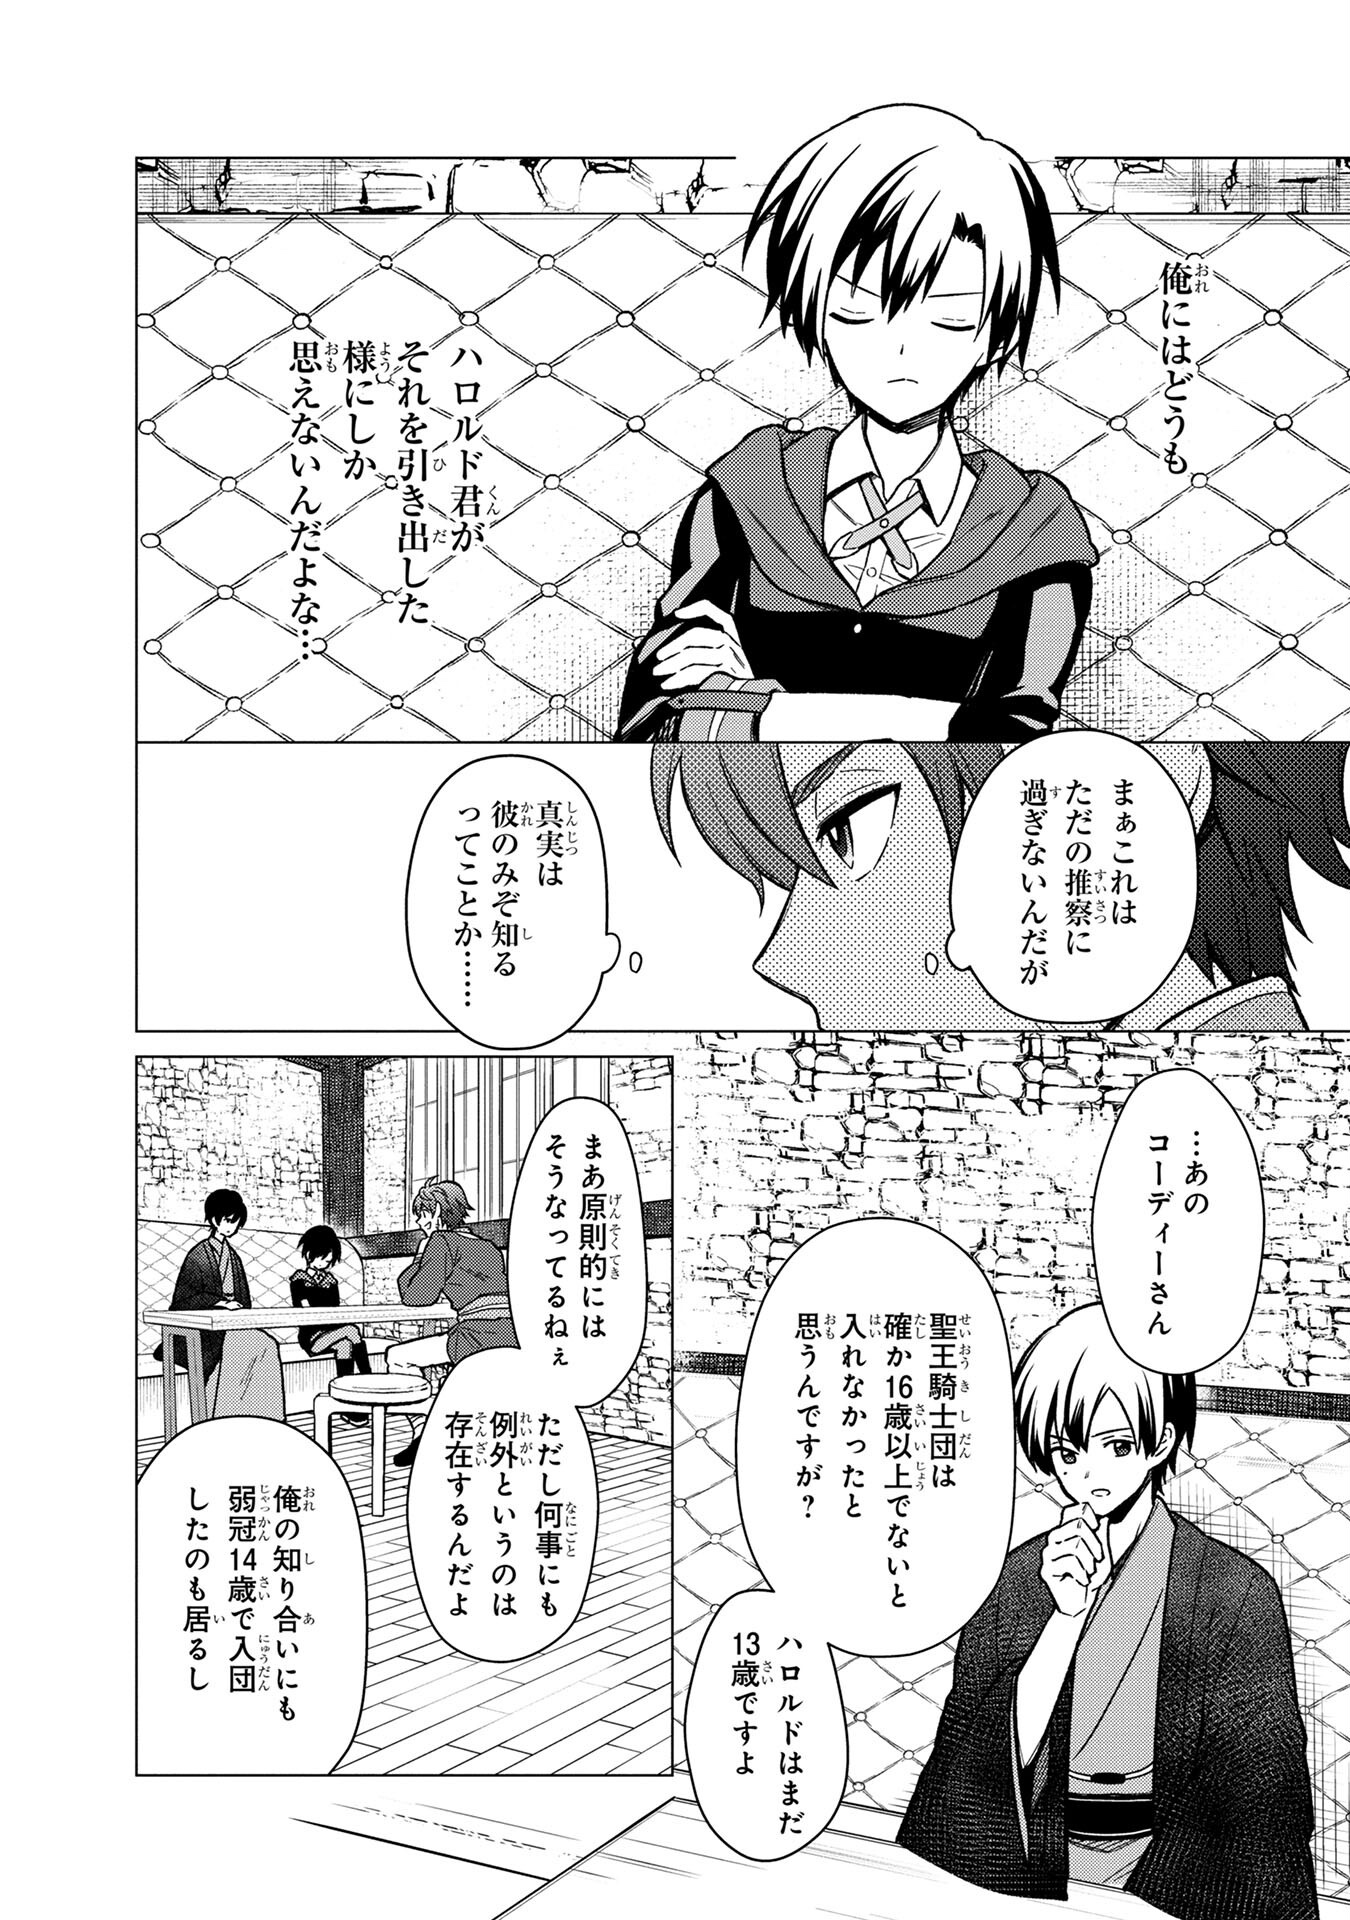 俺にはどうも
ハロルド君が
それを引き出した
様にしか
思えないんだよな…
まぁこれは
ただの推察に
過ぎないんだが
真実は
彼のみぞ知る
ってことか……
…あの
コーディーさん
聖王騎士団は
確か16歳以上でないと
入れなかったと
思うんですが？
ハロルドはまだ
13歳ですよ
まあ原則的には
そうなってるねぇ
ただし何事にも
例外というのは
存在するんだよ
俺の知り合いにも
弱冠14歳で入団
したのも居るし